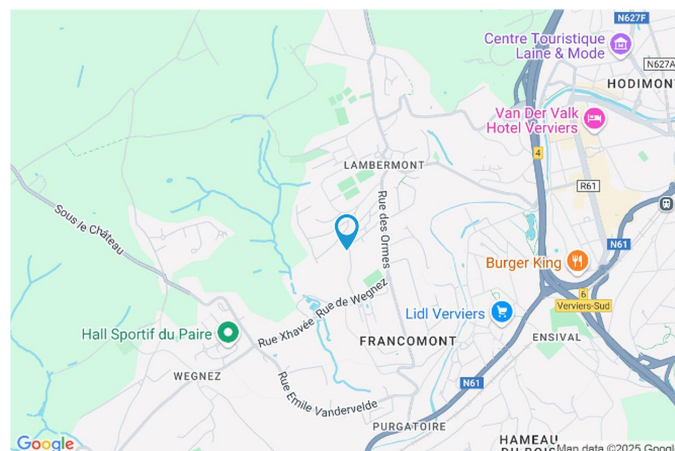 N627F
Centre Touristique
Laine & Mode
N627A
HODIMONT
Van Der Valk
Hotel Verviers
4
LAMBERMONT
R61
Rue des Ormes
Sous le Château
N61
Burger King
6
Verviers-Sud
Rue Xhavée
Rue de Wegnez
Lidl Verviers
Hall Sportif du Paire
FRANCOMONT
ENSIVAL
WEGNEZ
N61
Rue Emile Vandervelde
PURGATOIRE
HAMEAU
DU BOIS
Google
Map data ©2025 Google